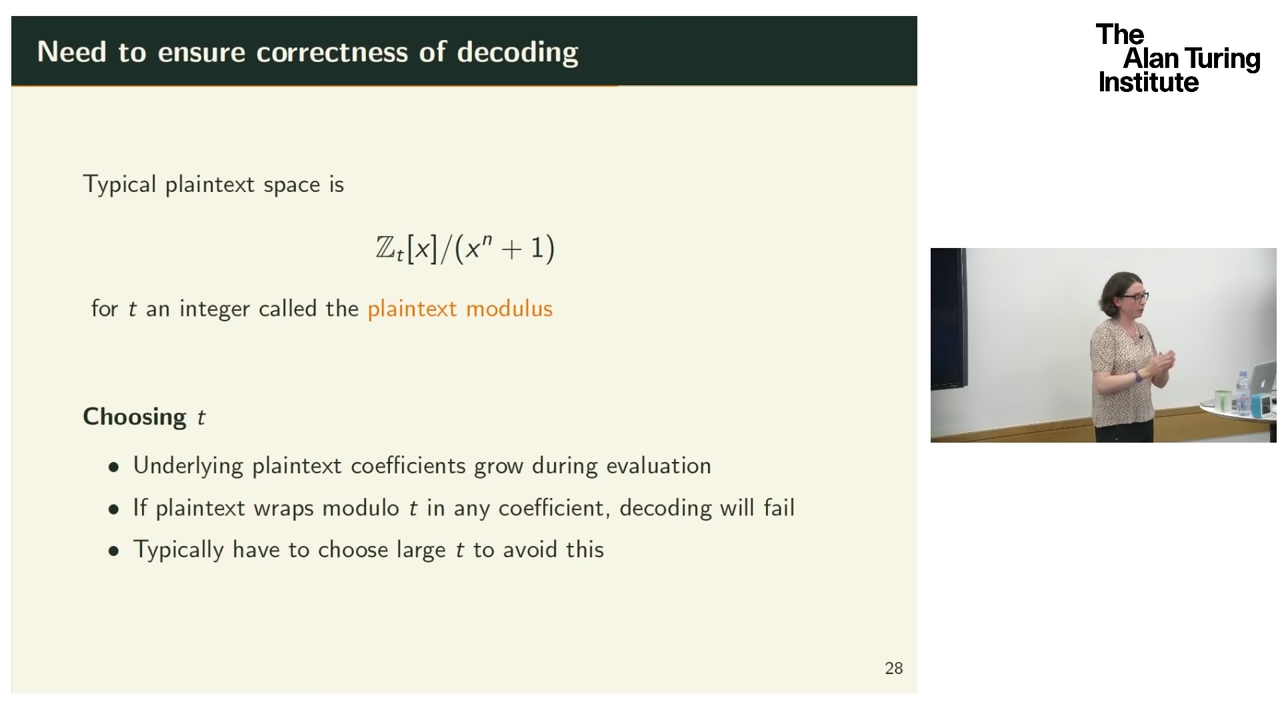 Need to ensure correctness of decoding
The
Alan Turing
Institute
Typical plaintext space is
ℤₜ[x]/(xⁿ + 1)
for t an integer called the plaintext modulus
Choosing t
• Underlying plaintext coefficients grow during evaluation
• If plaintext wraps modulo t in any coefficient, decoding will fail
• Typically have to choose large t to avoid this
28